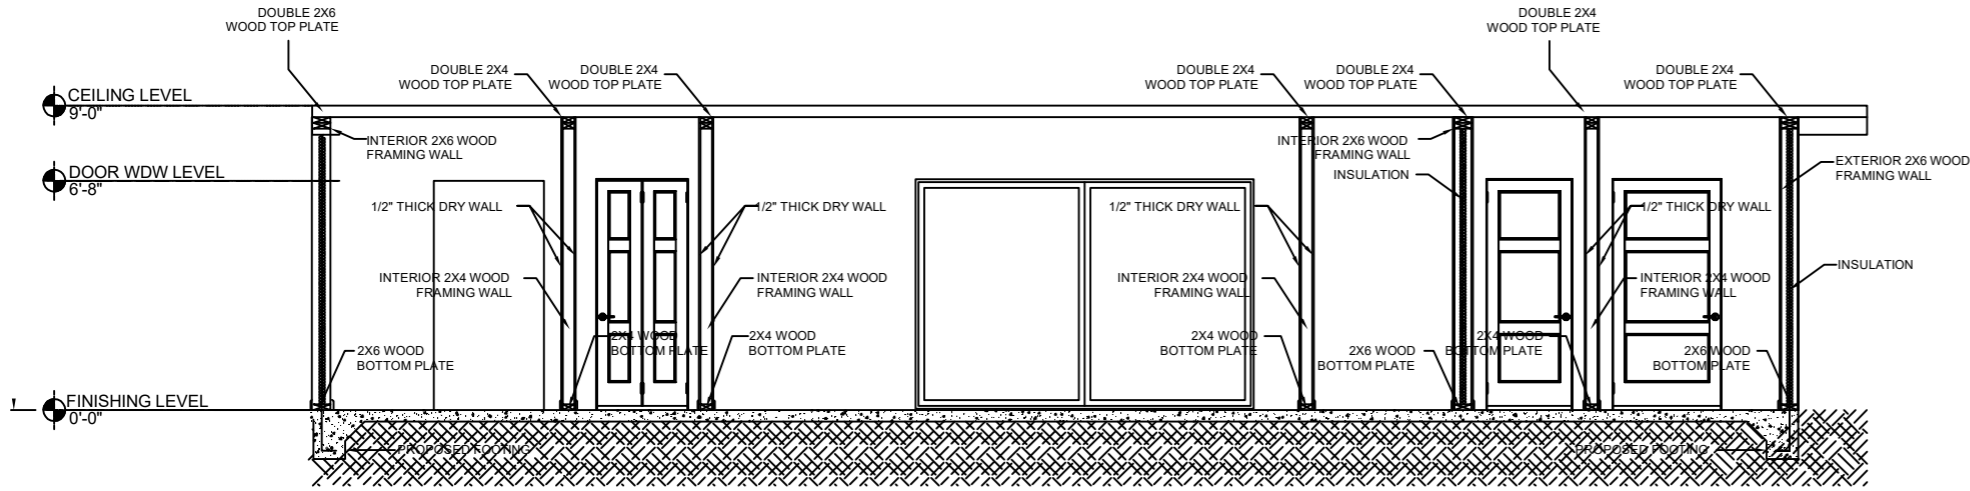 DOUBLE 2X6
WOOD TOP PLATE
DOUBLE 2X4
WOOD TOP PLATE
DOUBLE 2X4
WOOD TOP PLATE
DOUBLE 2X4
WOOD TOP PLATE
DOUBLE 2X4
WOOD TOP PLATE
DOUBLE 2X4
WOOD TOP PLATE
DOUBLE 2X4
WOOD TOP PLATE
CEILING LEVEL
9'-0"
INTERIOR 2X6 WOOD
FRAMING WALL
INTERIOR 2X6 WOOD
FRAMING WALL
INSULATION
EXTERIOR 2X6 WOOD
FRAMING WALL
DOOR WDW LEVEL
6'-8"
1/2" THICK DRY WALL
1/2" THICK DRY WALL
1/2" THICK DRY WALL
1/2" THICK DRY WALL
INTERIOR 2X4 WOOD
FRAMING WALL
INTERIOR 2X4 WOOD
FRAMING WALL
INTERIOR 2X4 WOOD
FRAMING WALL
INTERIOR 2X4 WOOD
FRAMING WALL
INSULATION
2X6 WOOD
BOTTOM PLATE
2X4 WOOD
BOTTOM PLATE
2X4 WOOD
BOTTOM PLATE
2X4 WOOD
BOTTOM PLATE
2X6 WOOD
BOTTOM PLATE
2X4 WOOD
BOTTOM PLATE
2X6 WOOD
BOTTOM PLATE
FINISHING LEVEL
0'-0"
PROPOSED FOOTING
PROPOSED FOOTING